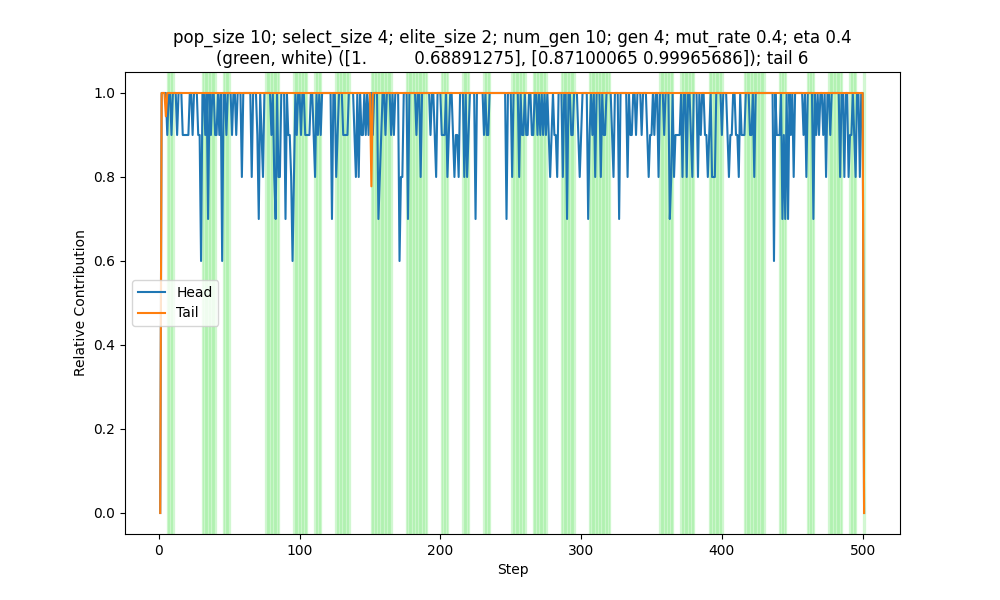 pop_size 10; select_size 4; elite_size 2; num_gen 10; gen 4; mut_rate 0.4; eta 0.4
(green, white) ([1. 0.68891275], [0.87100065 0.99965686]); tail 6
1.0
0.8
0.6
0.4
0.2
0.0
Relative Contribution
Head
Tail
0 100 200 300 400 500
Step